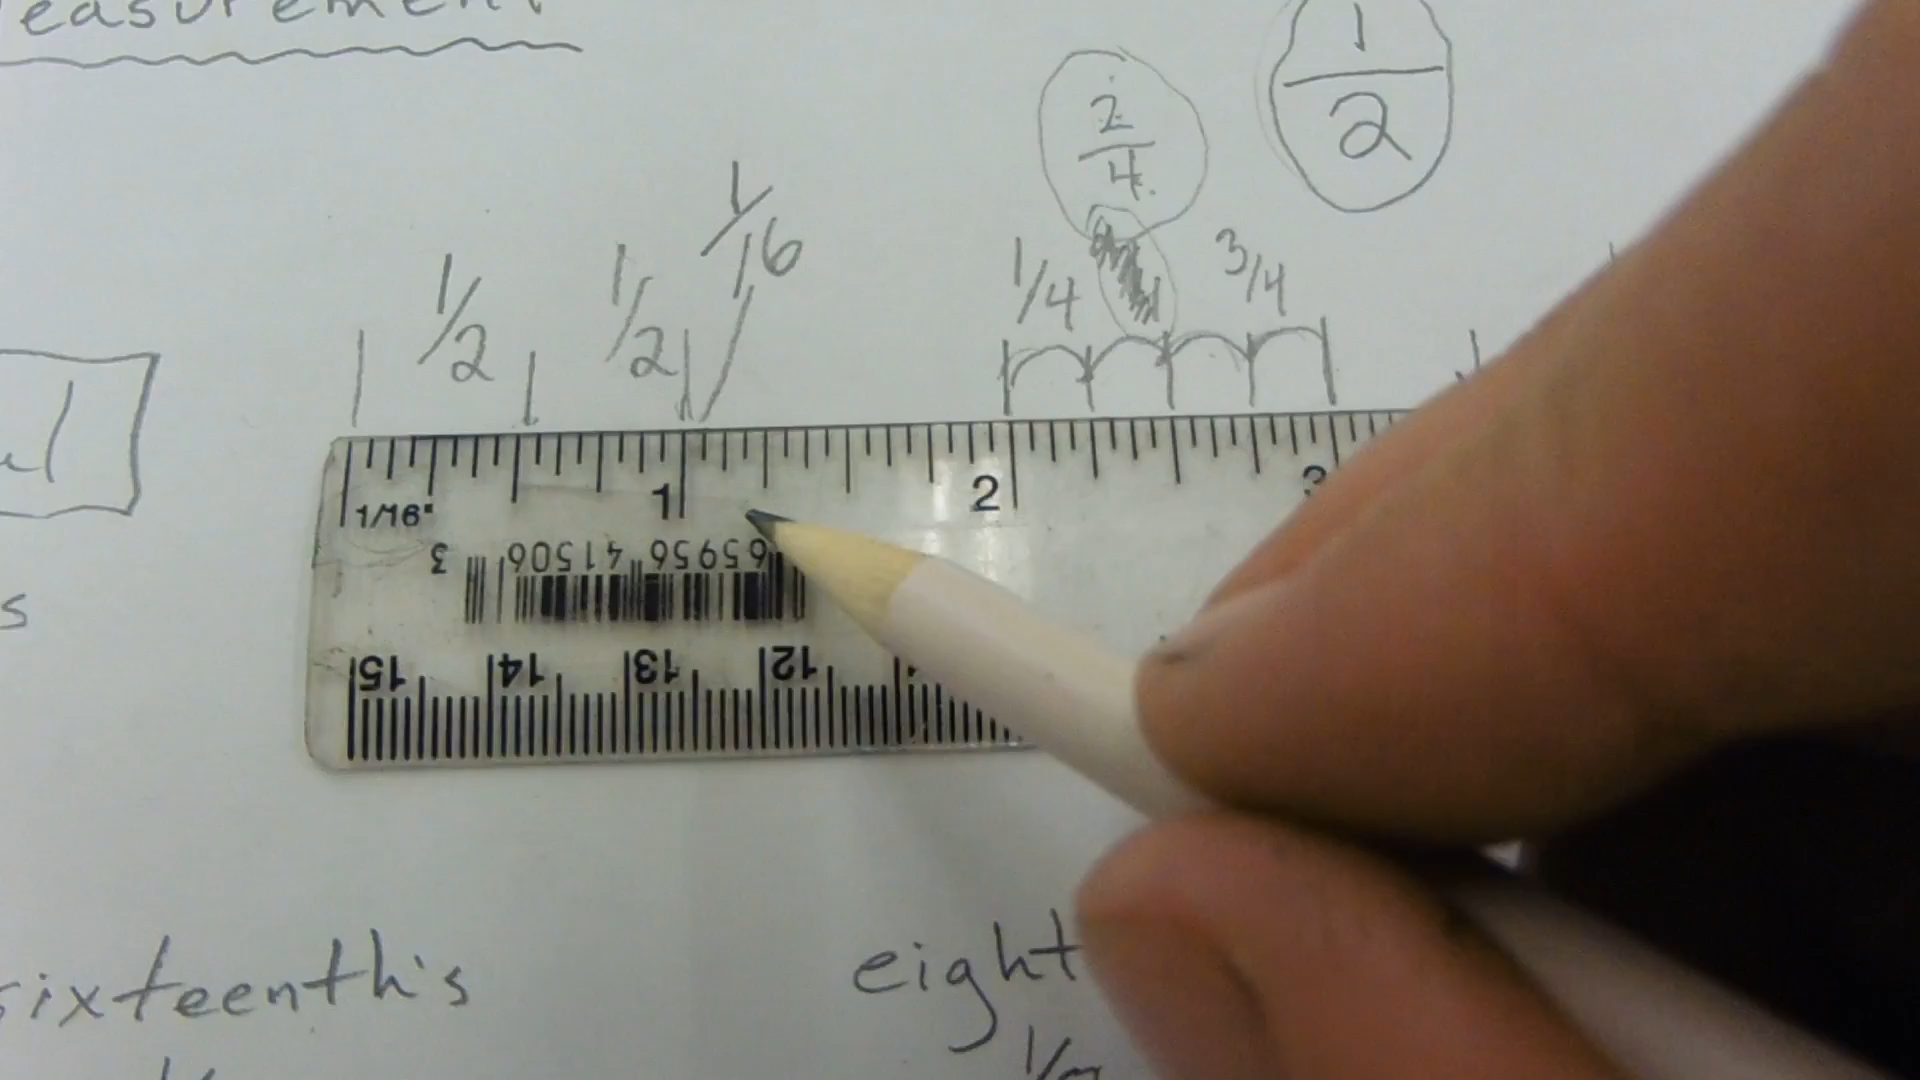 easurement
1/2
2/4
1/2 1/2 1/16
1/4 3/4
1 2 3
1/16"
3 65956 41506
15 14 13 12
s
sixteenth's
eight